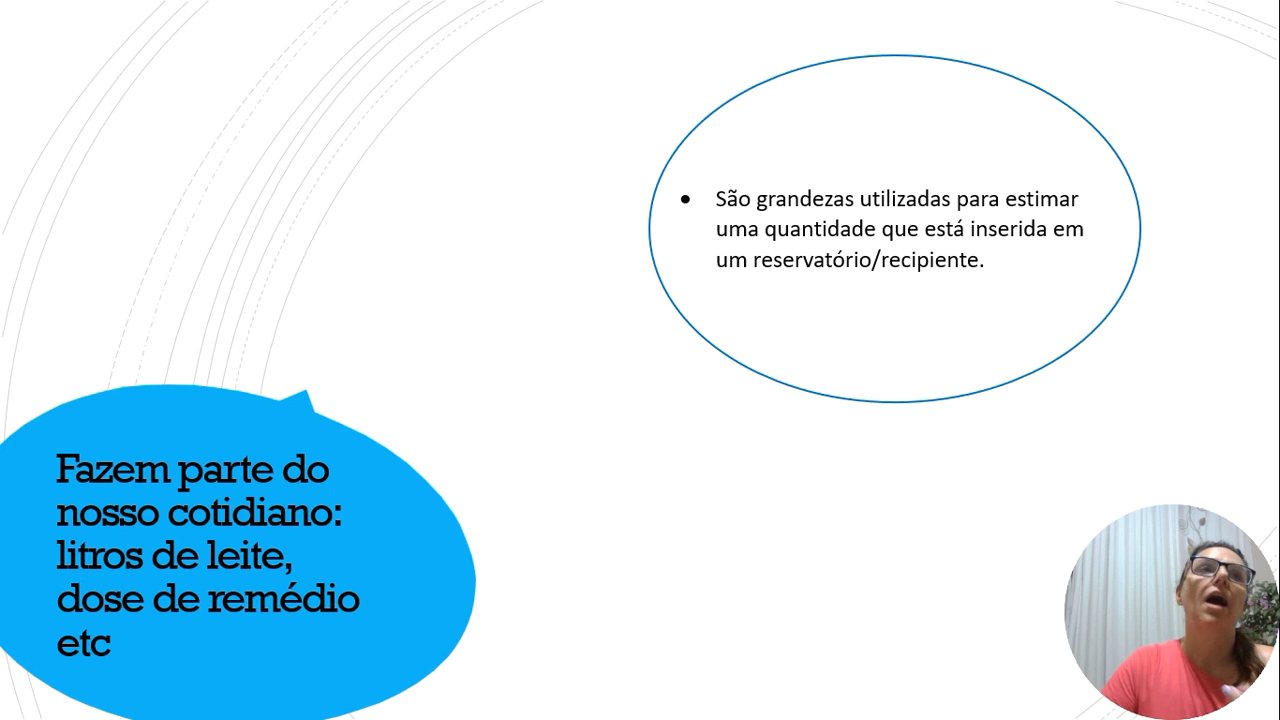 São grandezas utilizadas para estimar
uma quantidade que está inserida em
um reservatório/recipiente.
Fazem parte do
nosso cotidiano:
litros de leite,
dose de remédio
etc